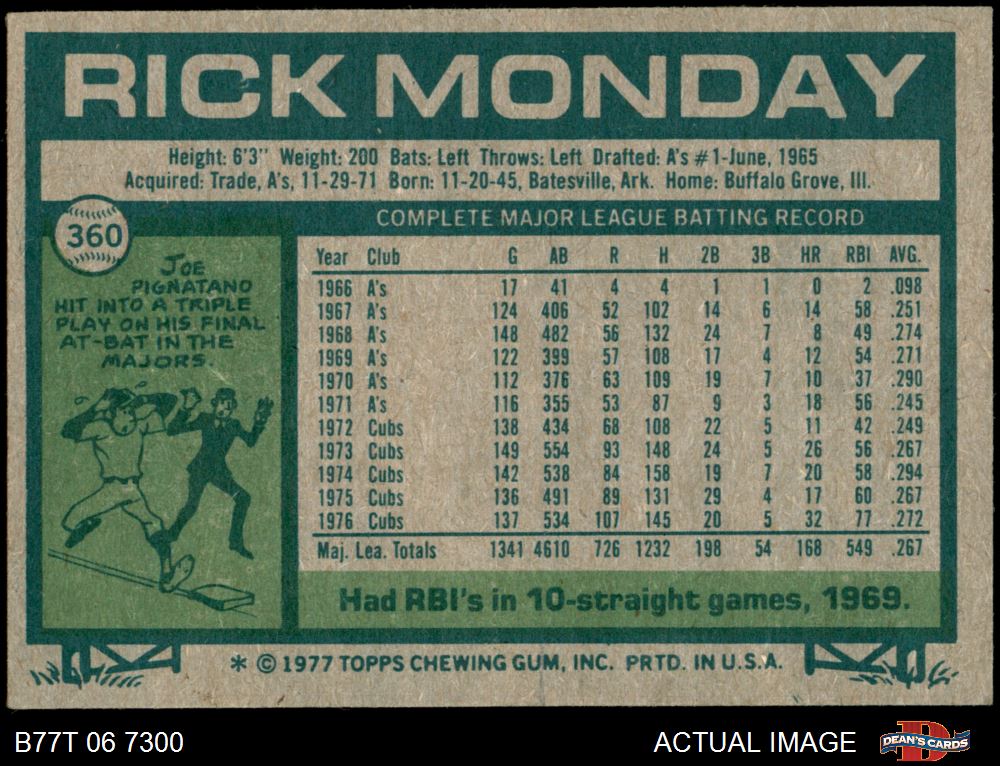 RICK MONDAY
Height: 6'3" Weight: 200 Bats: Left Throws: Left Drafted: A's #1-June, 1965
Acquired: Trade, A's, 11-29-71 Born: 11-20-45, Batesville, Ark. Home: Buffalo Grove, Ill.
360
JOE
PIGNATANO
HIT INTO A TRIPLE
PLAY ON HIS FINAL
AT-BAT IN THE
MAJORS.
COMPLETE MAJOR LEAGUE BATTING RECORD
Year Club G AB R H 2B 3B HR RBI AVG.
1966 A's 17 41 4 4 1 1 0 2 .098
1967 A's 124 406 52 102 14 6 14 58 .251
1968 A's 148 482 56 132 24 7 8 49 .274
1969 A's 122 399 57 108 17 4 12 54 .271
1970 A's 112 376 63 109 19 7 10 37 .290
1971 A's 116 355 53 87 9 3 18 56 .245
1972 Cubs 138 434 68 108 22 5 11 42 .249
1973 Cubs 149 554 93 148 24 5 26 56 .267
1974 Cubs 142 538 84 158 19 7 20 58 .294
1975 Cubs 136 491 89 131 29 4 17 60 .267
1976 Cubs 137 534 107 145 20 5 32 77 .272
Maj. Lea. Totals 1341 4610 726 1232 198 54 168 549 .267
Had RBI's in 10-straight games, 1969.
* © 1977 TOPPS CHEWING GUM, INC. PRTD. IN U.S.A.
B77T 06 7300
ACTUAL IMAGE
DEAN'S CARDS